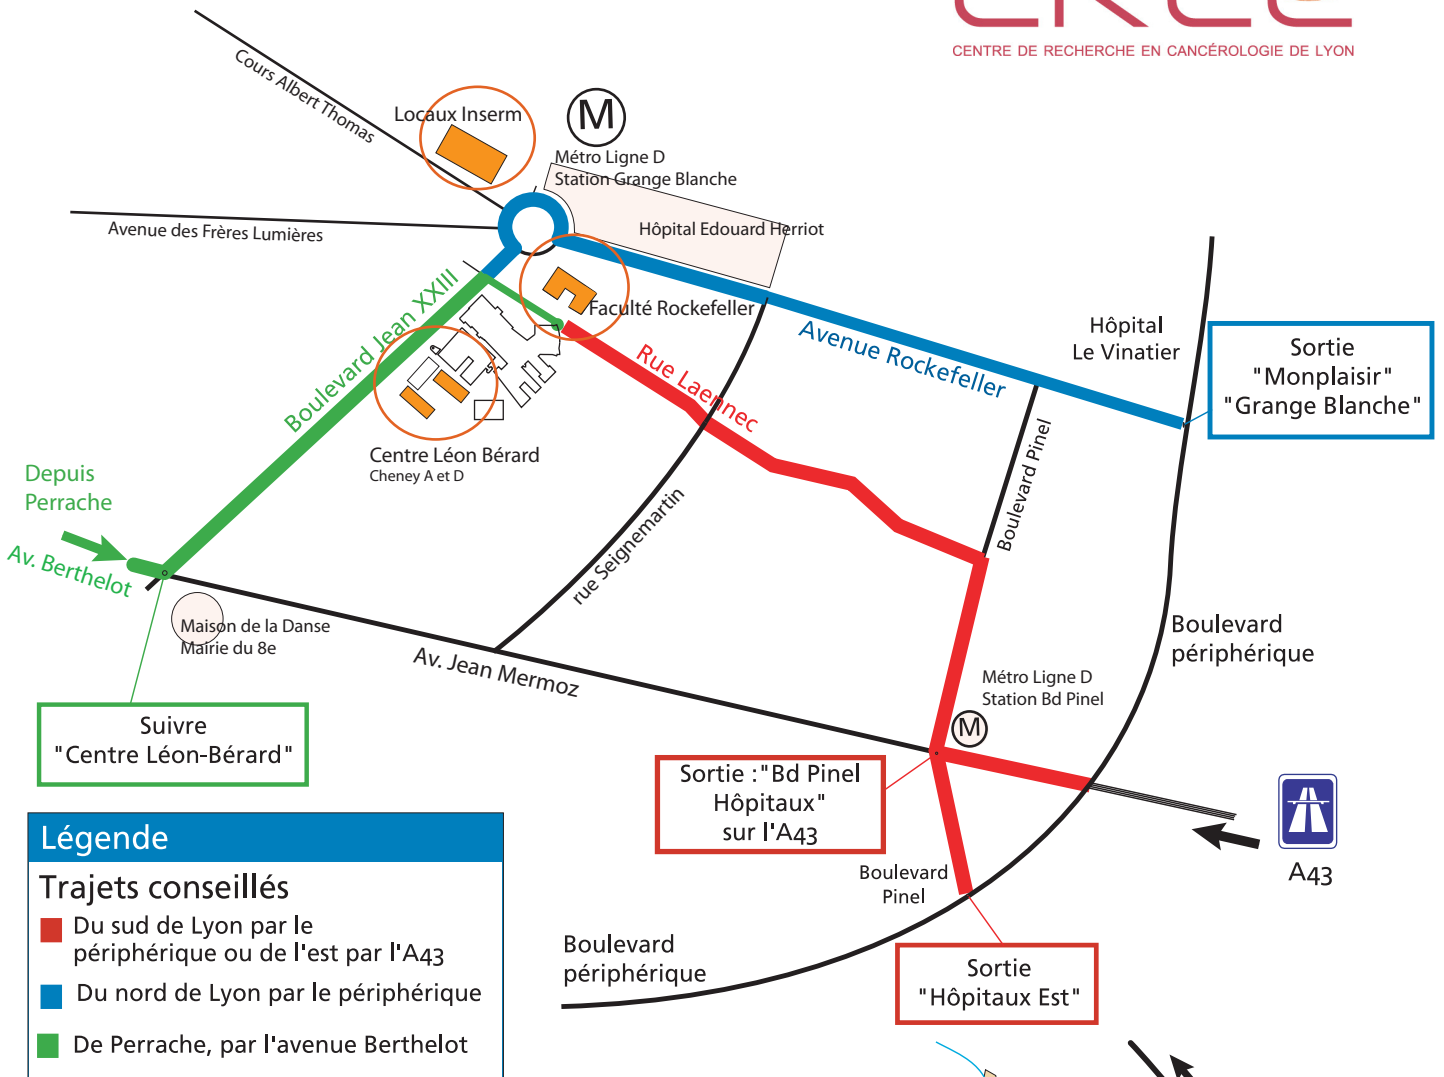 CRCL
CENTRE DE RECHERCHE EN CANCÉROLOGIE DE LYON
Cours Albert Thomas
Locaux Inserm
M
Métro Ligne D
Station Grange Blanche
Avenue des Frères Lumières
Hôpital Edouard Herriot
Boulevard Jean XXIII
Faculté Rockefeller
Avenue Rockefeller
Hôpital
Le Vinatier
Sortie
"Monplaisir"
"Grange Blanche"
Rue Laennec
Centre Léon Bérard
Cheney A et D
Boulevard Pinel
Depuis
Perrache
Av. Berthelot
rue Seignemartin
Maison de la Danse
Mairie du 8e
Av. Jean Mermoz
Boulevard
périphérique
Métro Ligne D
Station Bd Pinel
M
Suivre
"Centre Léon-Bérard"
Sortie :"Bd Pinel
Hôpitaux"
sur l'A43
A43
Boulevard
Pinel
Boulevard
périphérique
Sortie
"Hôpitaux Est"
Légende
Trajets conseillés
Du sud de Lyon par le
périphérique ou de l'est par l'A43
Du nord de Lyon par le périphérique
De Perrache, par l'avenue Berthelot